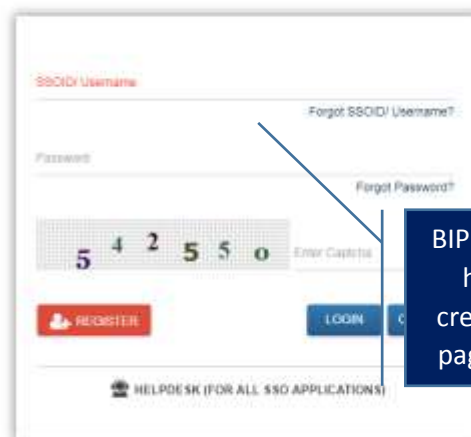 SSOID/ Username
Forgot SSOID/ Username?
Password
Forgot Password?
5 4 2 5 5 0
Enter Captcha
REGISTER
LOGIN
BIP
cre
pag
HELPDESK (FOR ALL SSO APPLICATIONS)